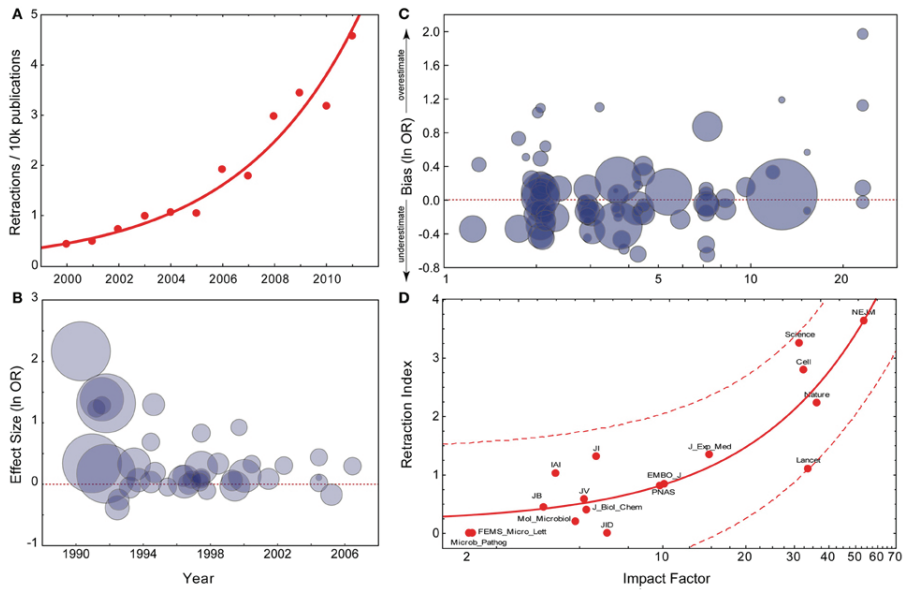 A
Retractions / 10k publications
5
4
3
2
1
0
2000 2002 2004 2006 2008 2010
B
Effect Size (ln OR)
3
2
1
0
-1
1990 1994 1998 2002 2006
Year
C
overestimate
Bias (ln OR)
underestimate
2.0
1.6
1.2
0.8
0.4
0.0
-0.4
-0.8
1 5 10 20
D
Retraction Index
4
3
2
1
0
NEJM
Science
Cell
Nature
J_Exp_Med
JI
Lancet
IAI
EMBO_J
PNAS
JB
JV
J_Biol_Chem
Mol_Microbiol
FEMS_Micro_Lett
JID
Microb_Pathog
2 10 20 30 40 50 60 70
Impact Factor